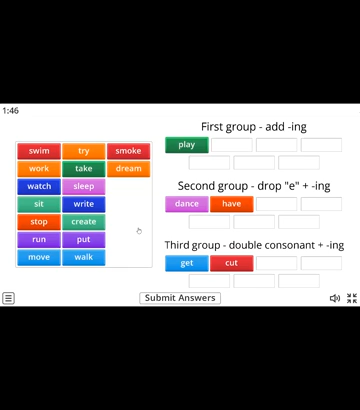 1:46
First group - add -ing
play
swim try smoke
work take dream
watch sleep
sit write
stop create
run put
move walk
Second group - drop "e" + -ing
dance have
Third group - double consonant + -ing
get cut
Submit Answers